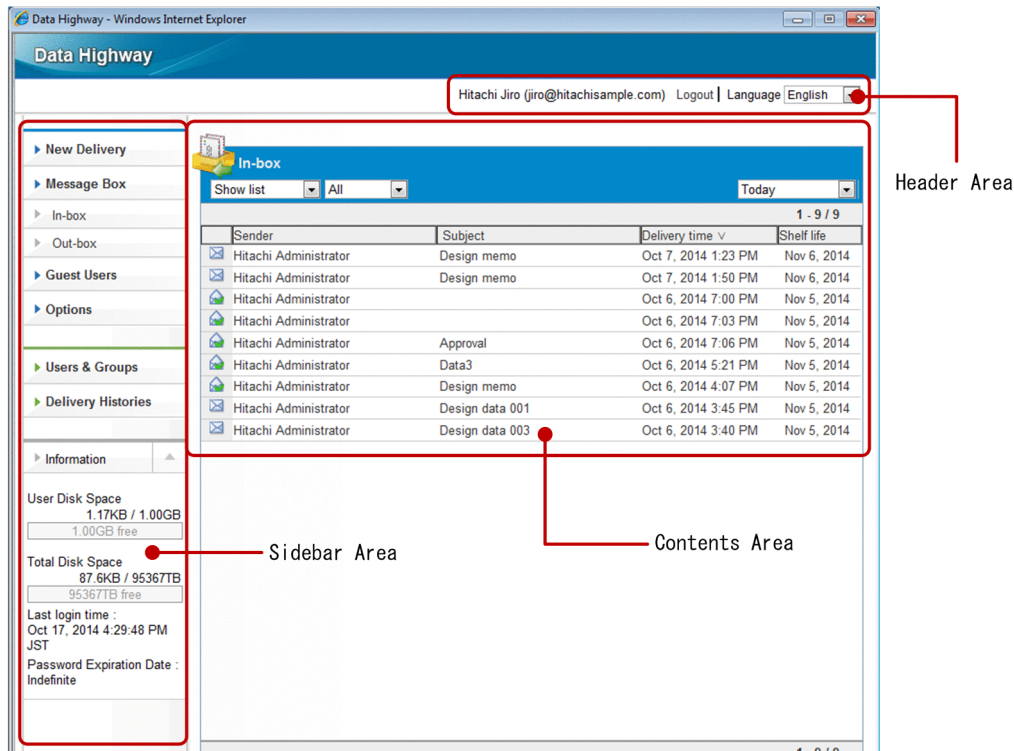 Data Highway - Windows Internet Explorer
Data Highway
Hitachi Jiro (jiro@hitachisample.com) Logout | Language English
Header Area
New Delivery
Message Box
In-box
Out-box
Guest Users
Options
Users & Groups
Delivery Histories
Information
User Disk Space
1.17KB / 1.00GB
1.00GB free
Total Disk Space
87.6KB / 95367TB
95367TB free
Last login time :
Oct 17, 2014 4:29:48 PM
JST
Password Expiration Date :
Indefinite
Sidebar Area
In-box
Show list All Today
1 - 9 / 9
Sender Subject Delivery time ∨ Shelf life
Hitachi Administrator Design memo Oct 7, 2014 1:23 PM Nov 6, 2014
Hitachi Administrator Design memo Oct 7, 2014 1:50 PM Nov 6, 2014
Hitachi Administrator Oct 6, 2014 7:00 PM Nov 5, 2014
Hitachi Administrator Oct 6, 2014 7:03 PM Nov 5, 2014
Hitachi Administrator Approval Oct 6, 2014 7:06 PM Nov 5, 2014
Hitachi Administrator Data3 Oct 6, 2014 5:21 PM Nov 5, 2014
Hitachi Administrator Design memo Oct 6, 2014 4:07 PM Nov 5, 2014
Hitachi Administrator Design data 001 Oct 6, 2014 3:45 PM Nov 5, 2014
Hitachi Administrator Design data 003 Oct 6, 2014 3:40 PM Nov 5, 2014
Contents Area